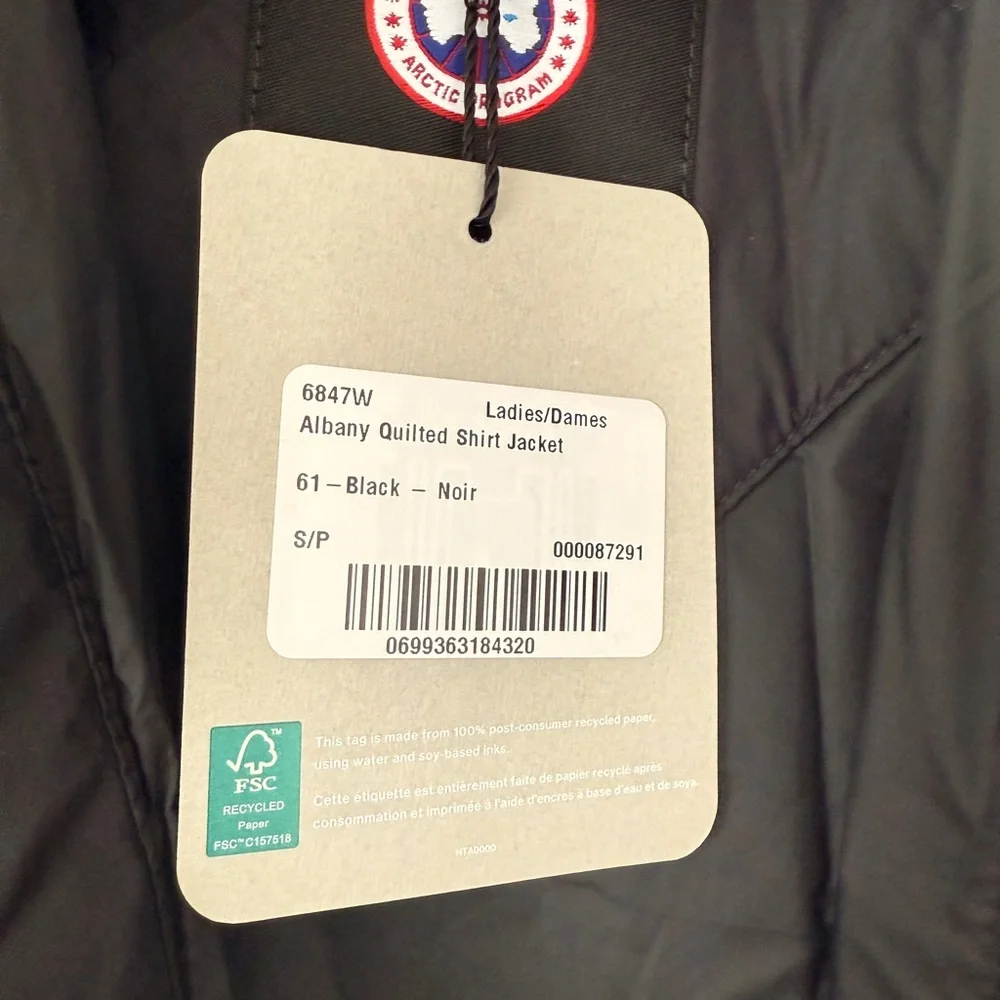 ARCTIC PROGRAM
6847W
Ladies/Dames
Albany Quilted Shirt Jacket
61 – Black – Noir
S/P
000087291
0699363184320
FSC™
RECYCLED
Paper
FSC™ C157518
This tag is made from 100% post-consumer recycled paper,
using water and soy-based inks.
Cette étiquette est entièrement faite de papier recyclé après
consommation et imprimée à l'aide d'encres à base d'eau et de soya.
HTA0000